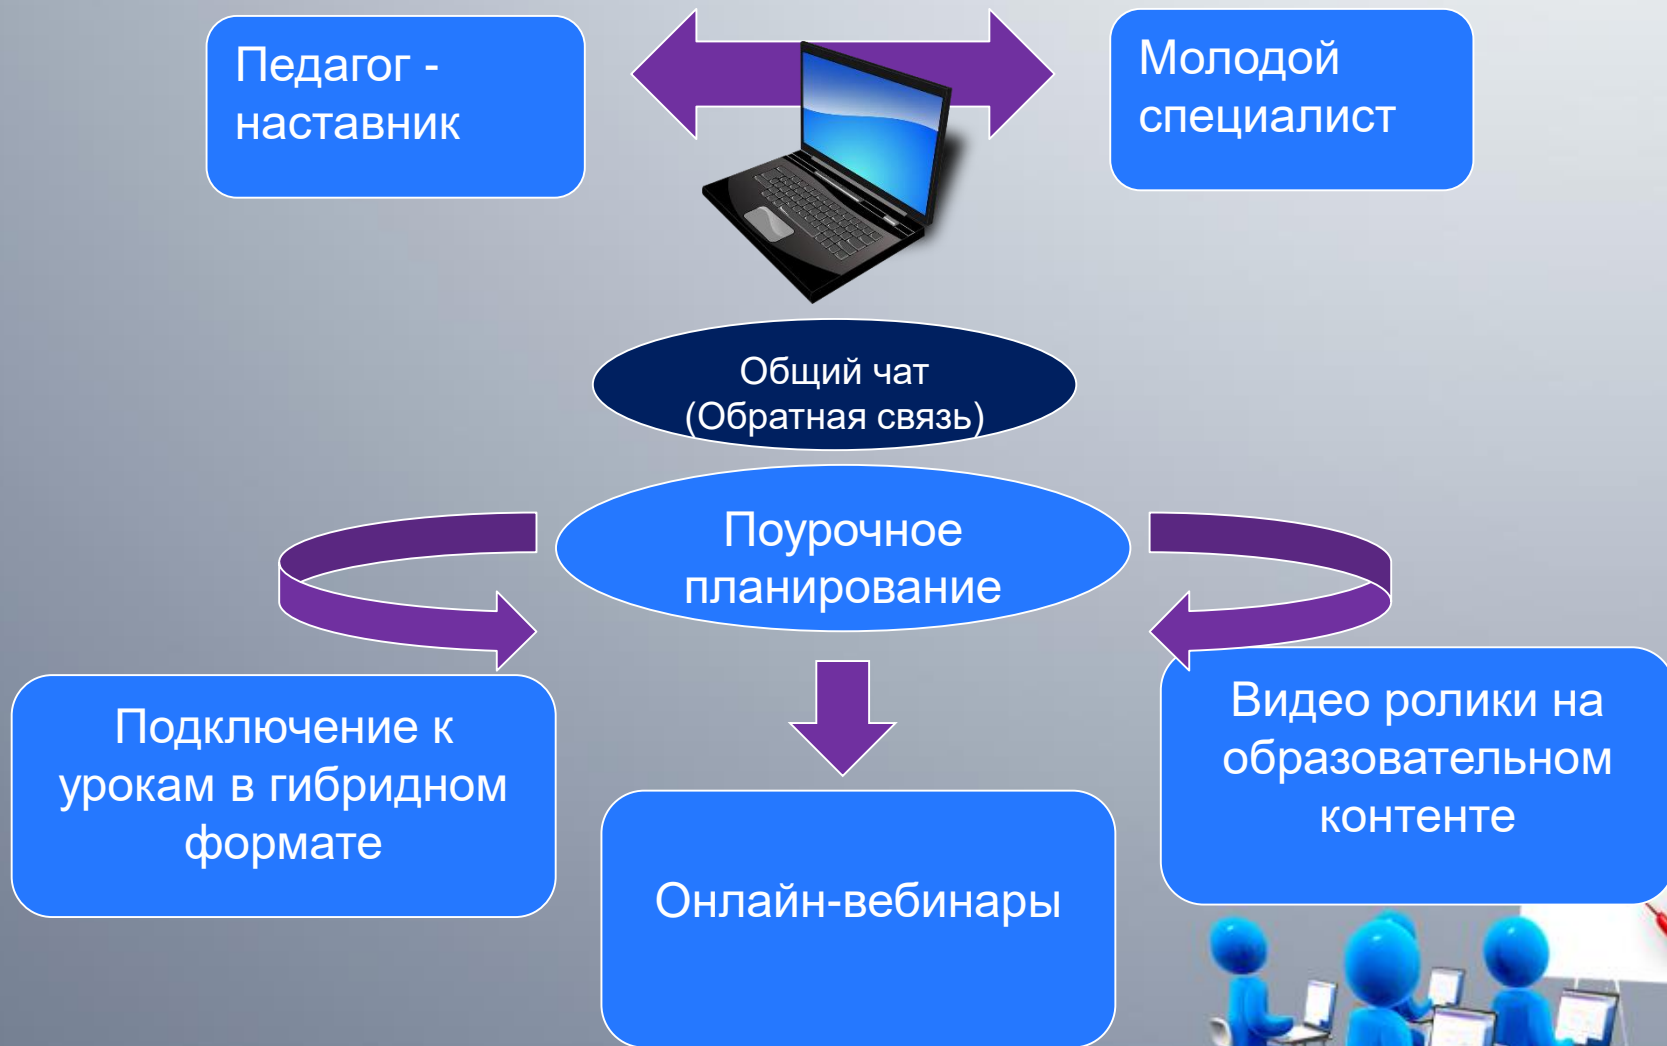 Педагог -
наставник
Молодой
специалист
Общий чат
(Обратная связь)
Поурочное
планирование
Подключение к
урокам в гибридном
формате
Онлайн-вебинары
Видео ролики на
образовательном
контенте